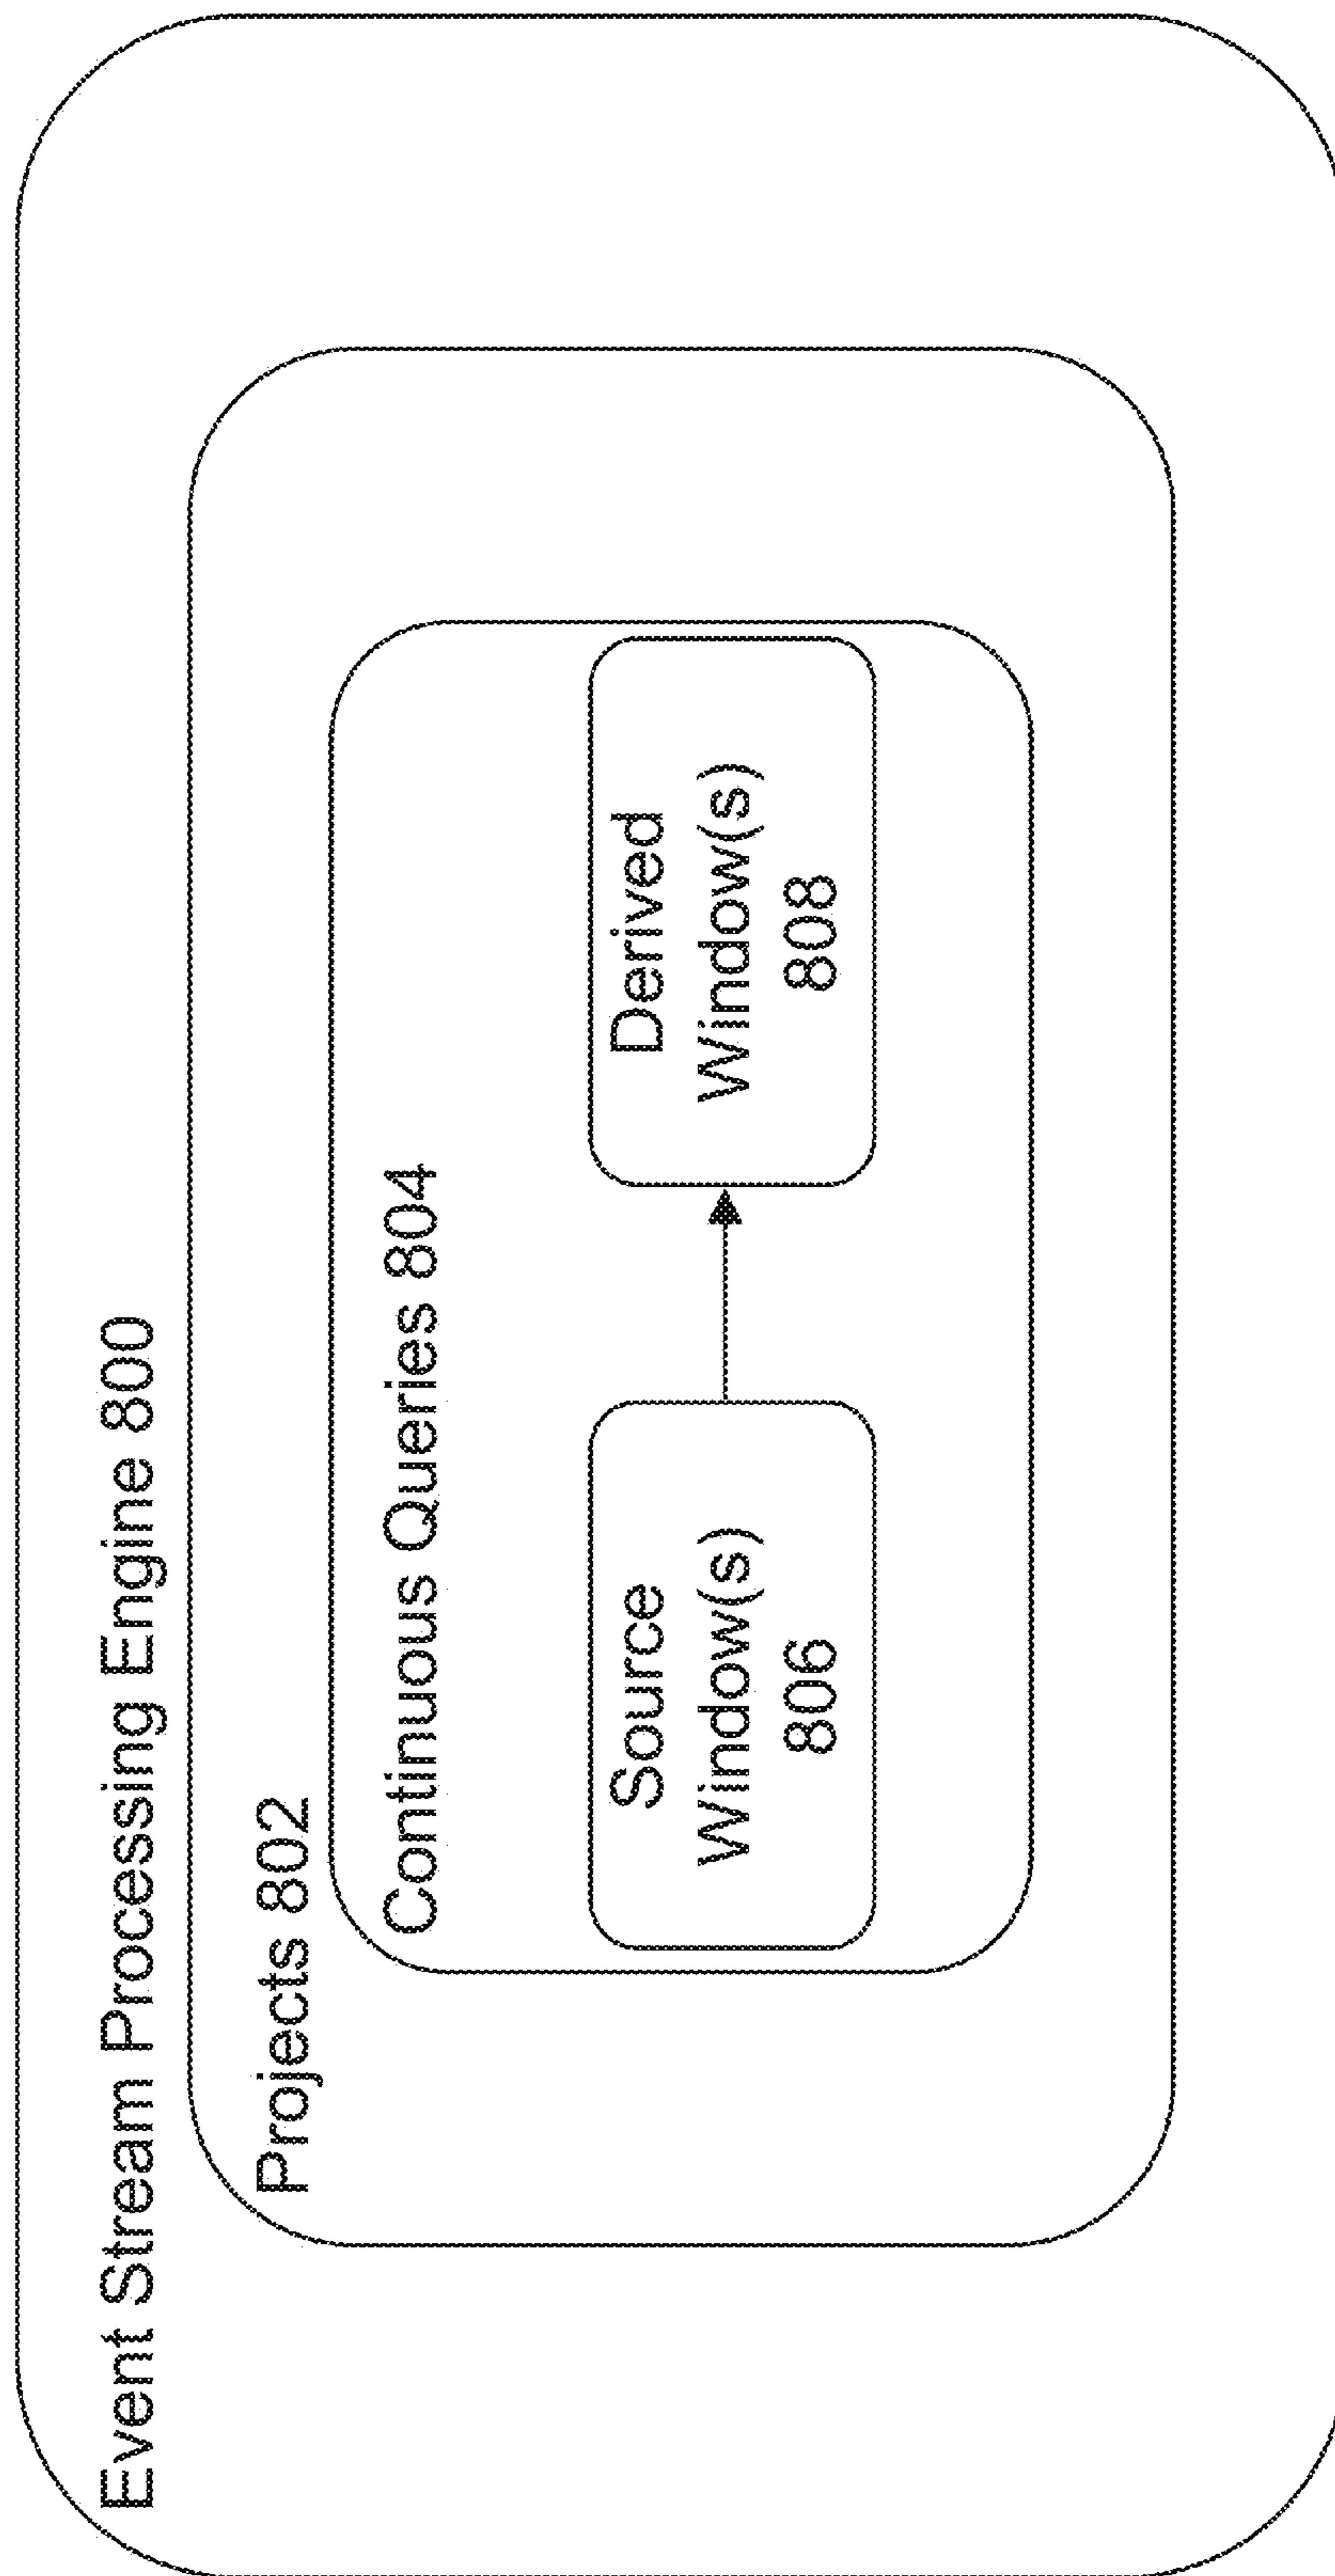 Event Stream Processing Engine 800
Projects 802
Continuous Queries 804
Source
Window(s)
806
Derived
Window(s)
808